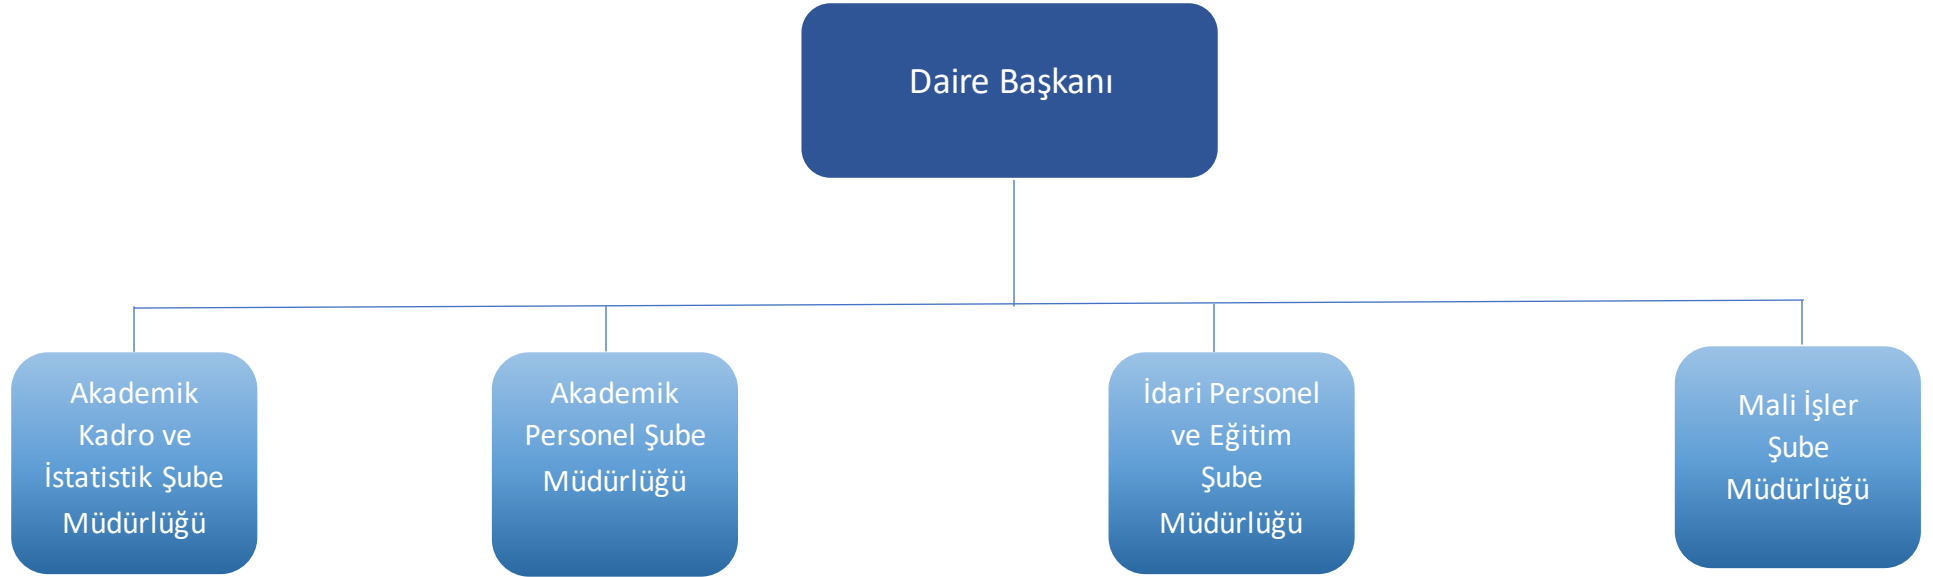 Daire Başkanı
Akademik
Kadro ve
İstatistik Şube
Müdürlüğü
Akademik
Personel Şube
Müdürlüğü
İdari Personel
ve Eğitim
Şube
Müdürlüğü
Mali İşler
Şube
Müdürlüğü